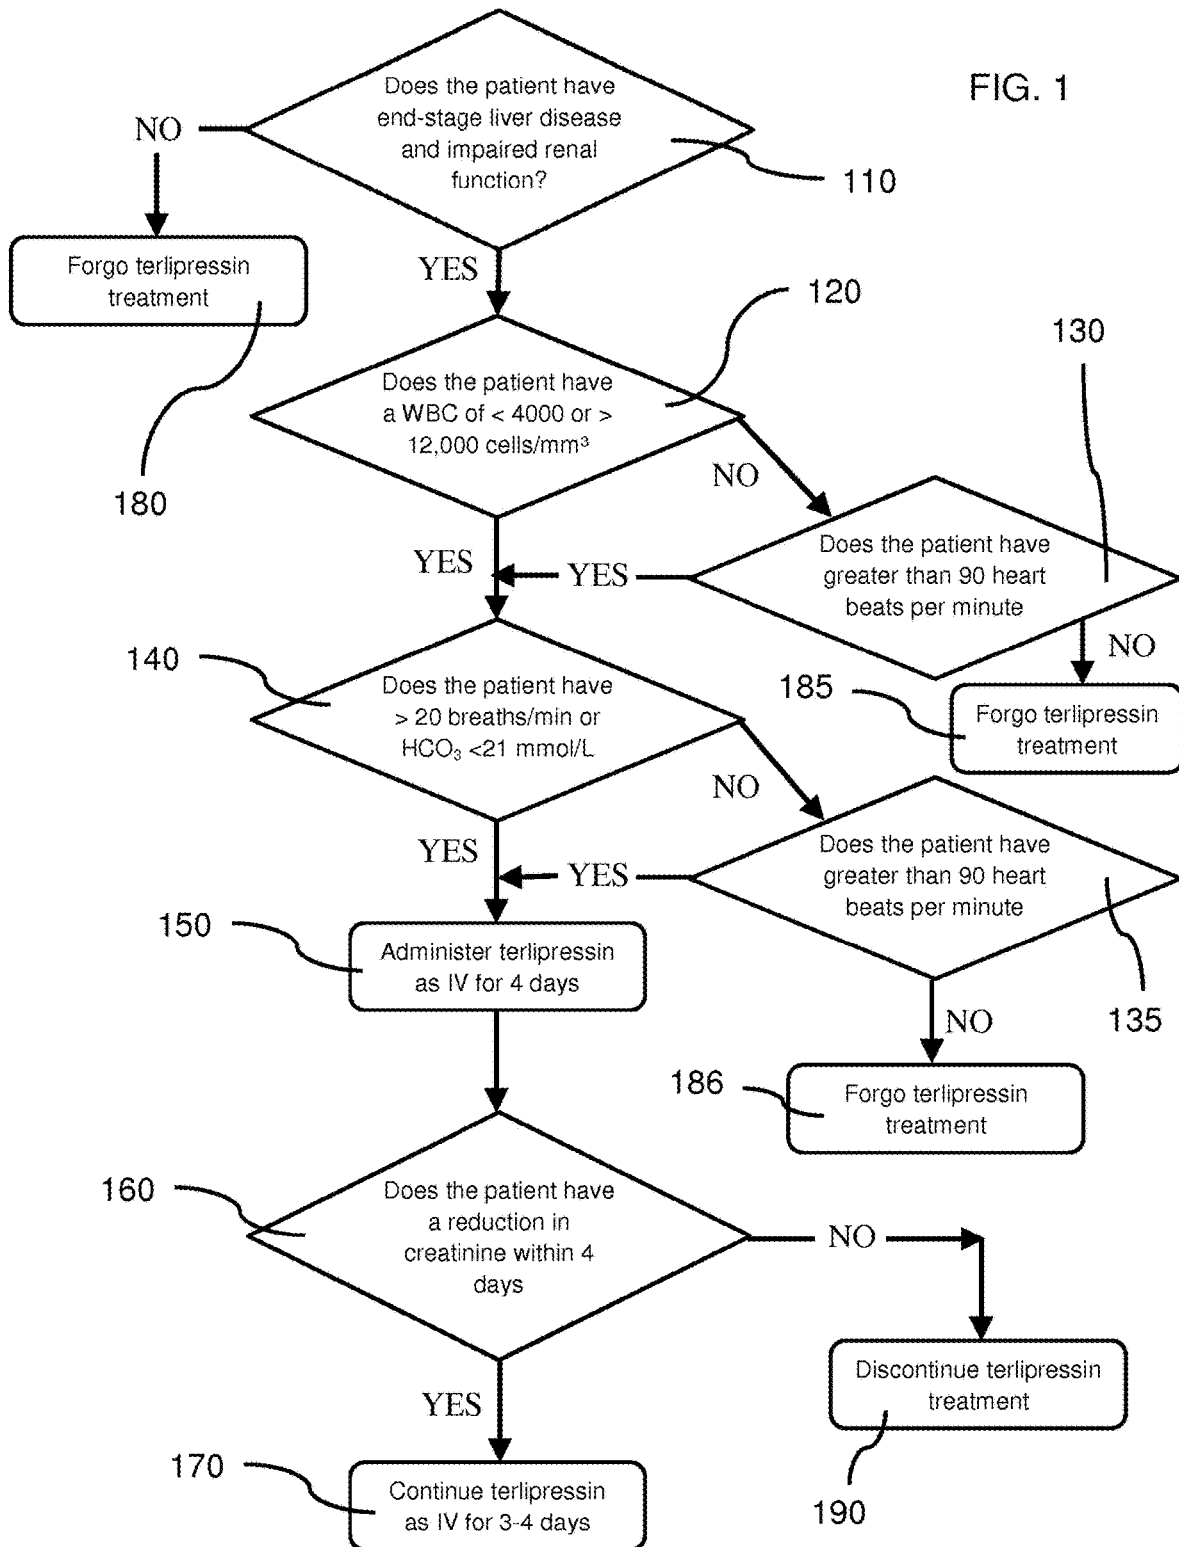 FIG. 1
Does the patient have
end-stage liver disease
and impaired renal
function?
110
NO
Forgo terlipressin
treatment
180
YES
Does the patient have
a WBC of < 4000 or >
12,000 cells/mm³
120
NO
130
Does the patient have
greater than 90 heart
beats per minute
YES
YES
NO
185
Forgo terlipressin
treatment
140
Does the patient have
> 20 breaths/min or
HCO₃ <21 mmol/L
NO
Does the patient have
greater than 90 heart
beats per minute
135
YES
YES
NO
186
Forgo terlipressin
treatment
150
Administer terlipressin
as IV for 4 days
160
Does the patient have
a reduction in
creatinine within 4
days
NO
Discontinue terlipressin
treatment
190
YES
170
Continue terlipressin
as IV for 3-4 days